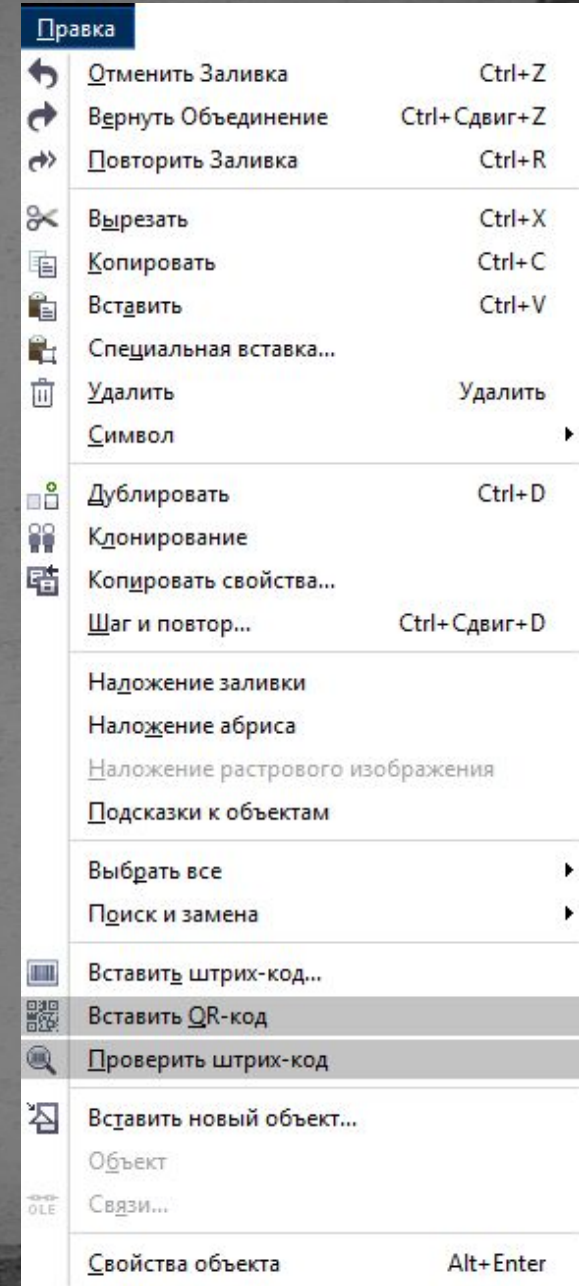 Правка
Отменить Заливка Ctrl+Z
Вернуть Объединение Ctrl+Сдвиг+Z
Повторить Заливка Ctrl+R
Вырезать Ctrl+X
Копировать Ctrl+C
Вставить Ctrl+V
Специальная вставка...
Удалить Удалить
Символ
Дублировать Ctrl+D
Клонирование
Копировать свойства...
Шаг и повтор... Ctrl+Сдвиг+D
Наложение заливки
Наложение абриса
Наложение растрового изображения
Подсказки к объектам
Выбрать все
Поиск и замена
Вставить штрих-код...
Вставить QR-код
Проверить штрих-код
Вставить новый объект...
Объект
OLE Связи...
Свойства объекта Alt+Enter